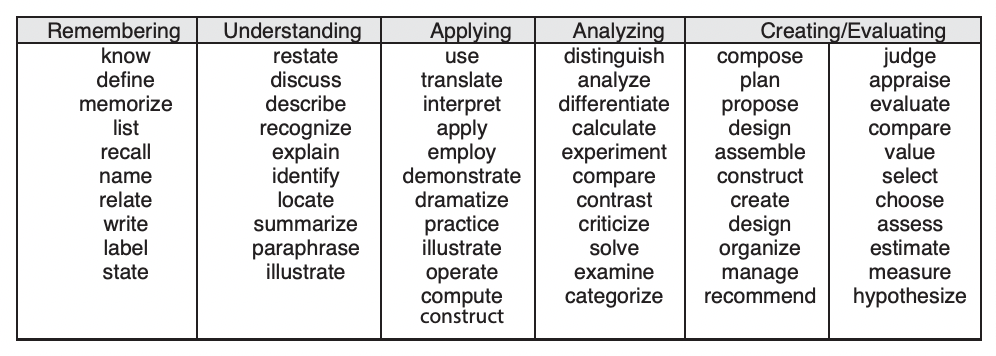 Remembering Understanding Applying Analyzing Creating/Evaluating
know restate use distinguish compose judge
define discuss translate analyze plan appraise
memorize describe interpret differentiate propose evaluate
list recognize apply calculate design compare
recall explain employ experiment assemble value
name identify demonstrate compare construct select
relate locate dramatize contrast create choose
write summarize practice criticize design assess
label paraphrase illustrate solve organize estimate
state illustrate operate examine manage measure
compute categorize recommend hypothesize
construct